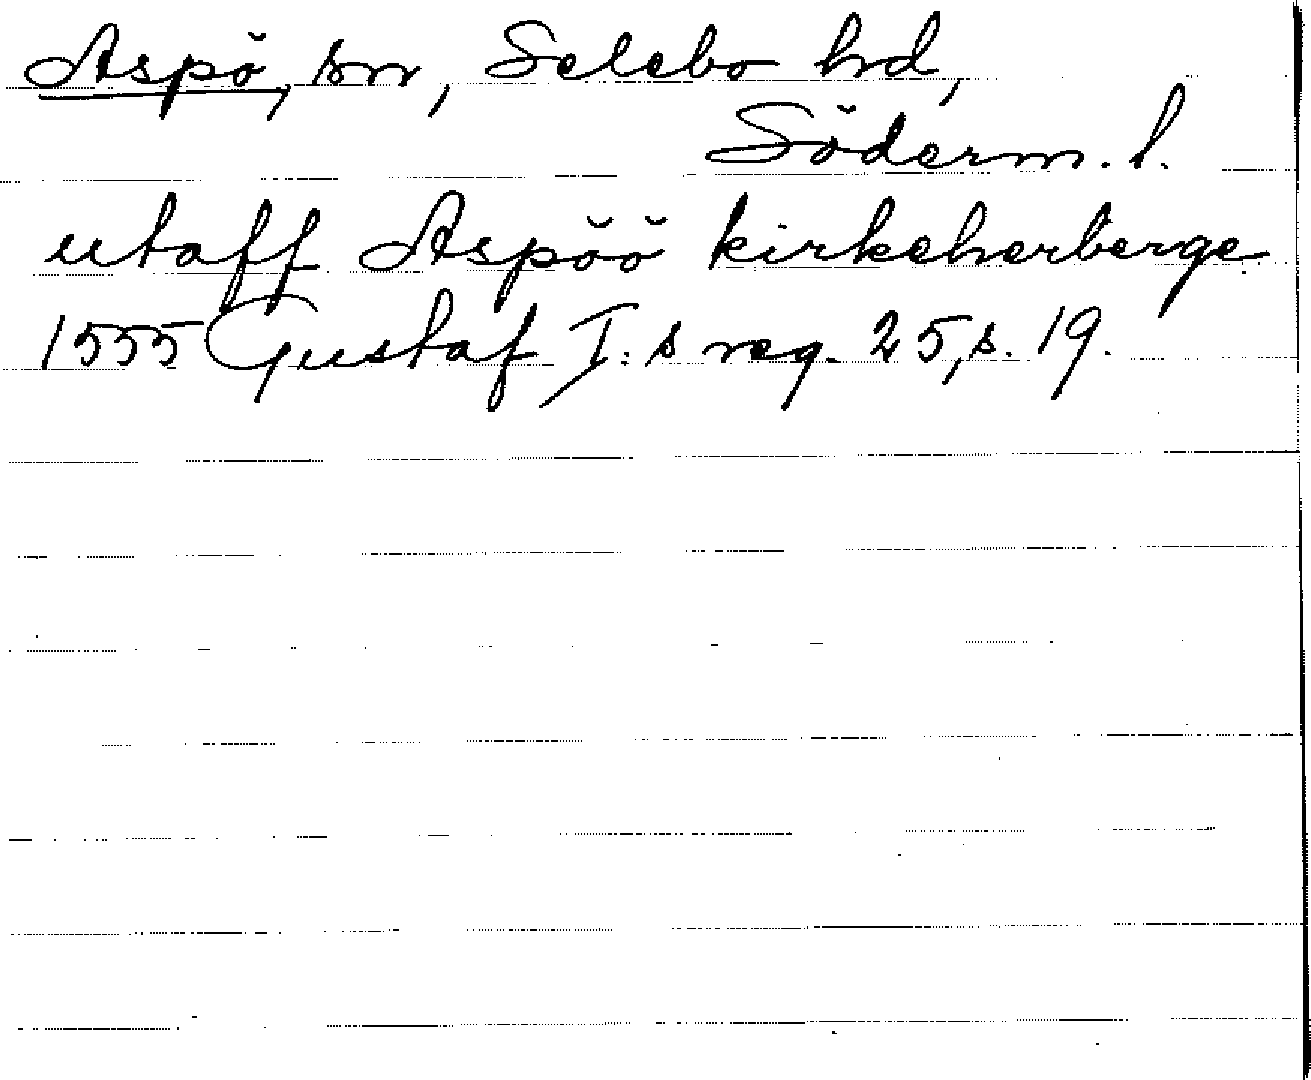 Aspö, sn, Selebo hd,
Söderm. l.
utaff Aspöö kirkeherberge
1555 Gustaf I:s reg. 25, s. 19.